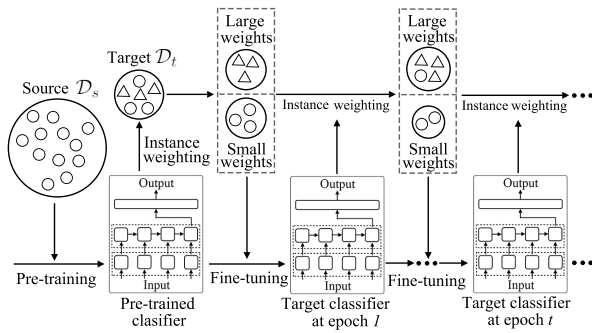 Large
weights
Large
weights
Target 𝒟t
Source 𝒟s
Instance weighting
Instance weighting
Instance
weighting
Small
weights
Small
weights
Output
Output
Output
Pre-training
Fine-tuning
Fine-tuning
Input
Input
Input
Pre-trained
clasifier
Target classifier
at epoch 1
Target classifier
at epoch t